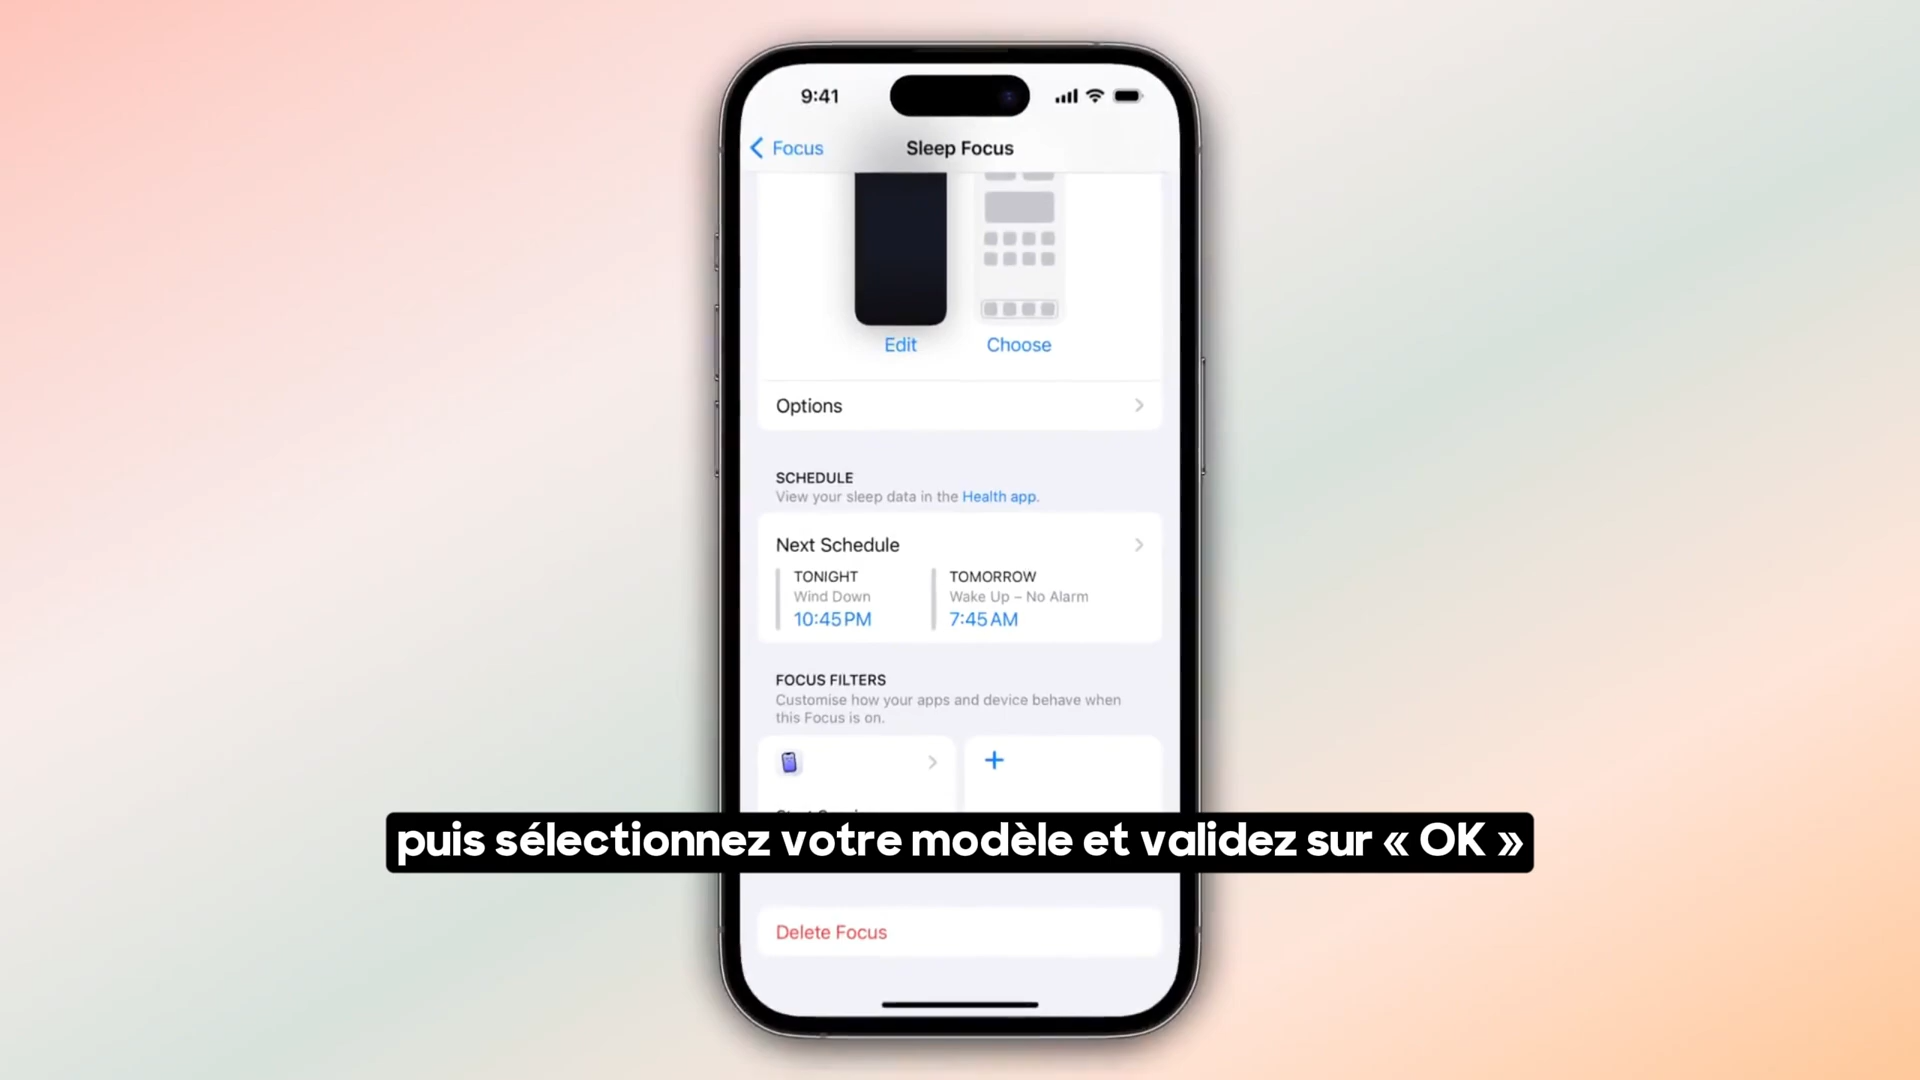 9:41
Focus
Sleep Focus
Edit
Choose
Options
SCHEDULE
View your sleep data in the Health app.
Next Schedule
TONIGHT
Wind Down
10:45 PM
TOMORROW
Wake Up – No Alarm
7:45 AM
FOCUS FILTERS
Customise how your apps and device behave when
this Focus is on.
puis sélectionnez votre modèle et validez sur « OK »
Delete Focus